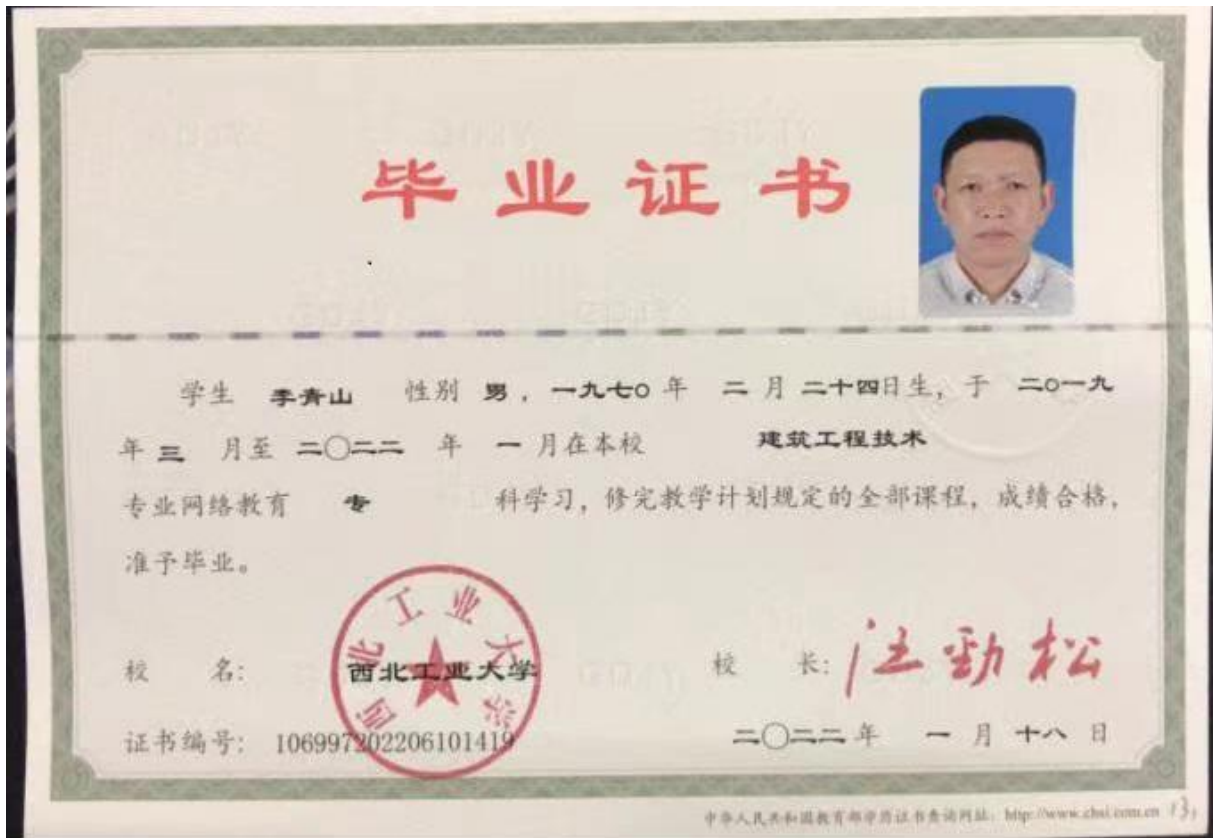 毕业证书
学生 李青山 性别 男，一九七〇年 二月二十四日生，于 二〇一九
年三 月至 二〇二二 年 一月在本校 建筑工程技术
专业网络教育 专 科学习，修完教学计划规定的全部课程，成绩合格，
准予毕业。
校 名： 西北工业大学
西北工业大学
校 长： 汪劲松
证书编号： 106997202206101419
二〇二二年 一月十八日
中华人民共和国教育部学历证书查询网址：http://www.chsi.com.cn